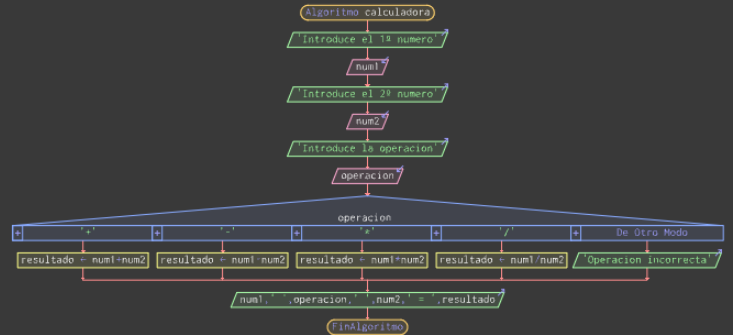 Algoritmo calculadora
'Introduce el 1º numero'
num1
'Introduce el 2º numero'
num2
'Introduce la operacion'
operacion
operacion
+ '+' + '-' + '*' + '/' + De Otro Modo
resultado ← num1+num2 resultado ← num1-num2 resultado ← num1*num2 resultado ← num1/num2 'Operacion incorrecta'
num1,' ',operacion,' ',num2,' = ',resultado
FinAlgoritmo